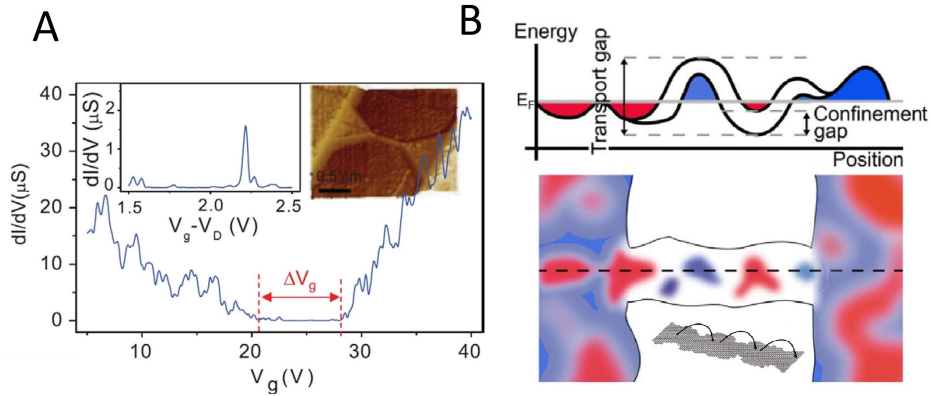 A
B
40
30
20
10
0
dI/dV(μS)
10
20
30
40
Vg(V)
2
1
0
dI/dV (μS)
1.5
2.0
2.5
Vg-VD (V)
0.5 μm
ΔVg
Energy
EF
Transport gap
Confinement
gap
Position